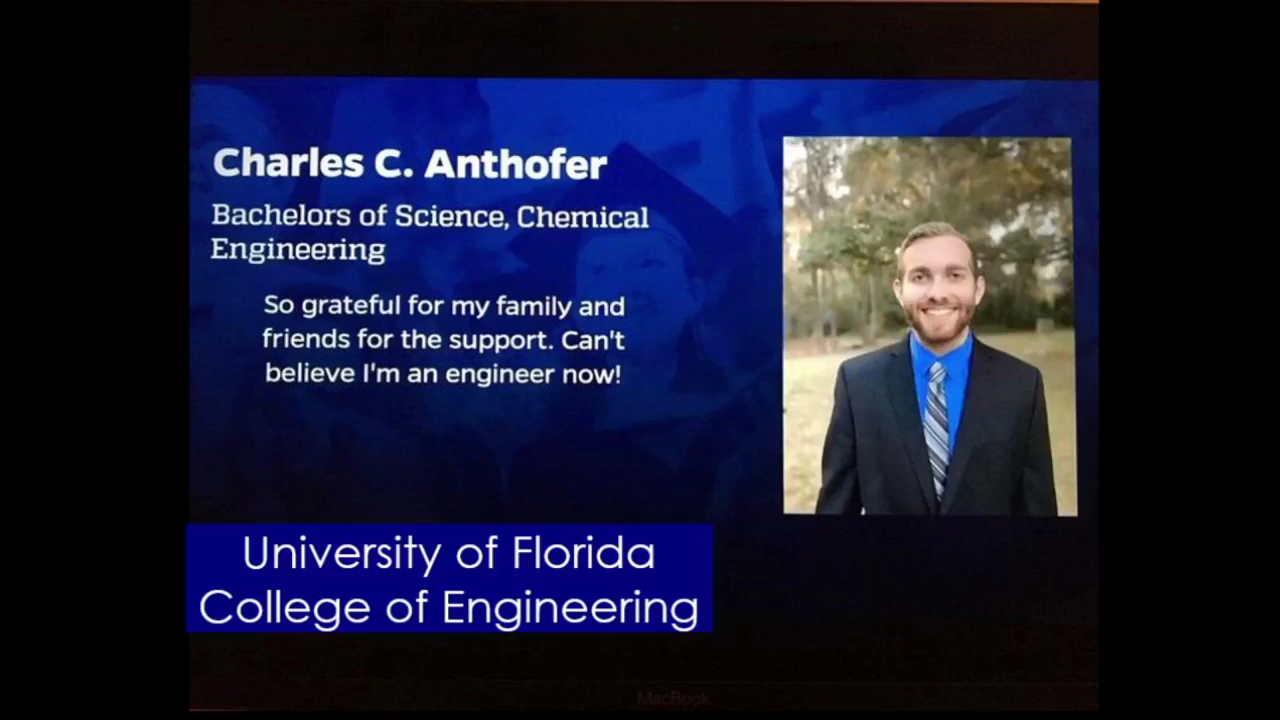 Charles C. Anthofer
Bachelors of Science, Chemical
Engineering
So grateful for my family and
friends for the support. Can't
believe I'm an engineer now!
University of Florida
College of Engineering
MacBook